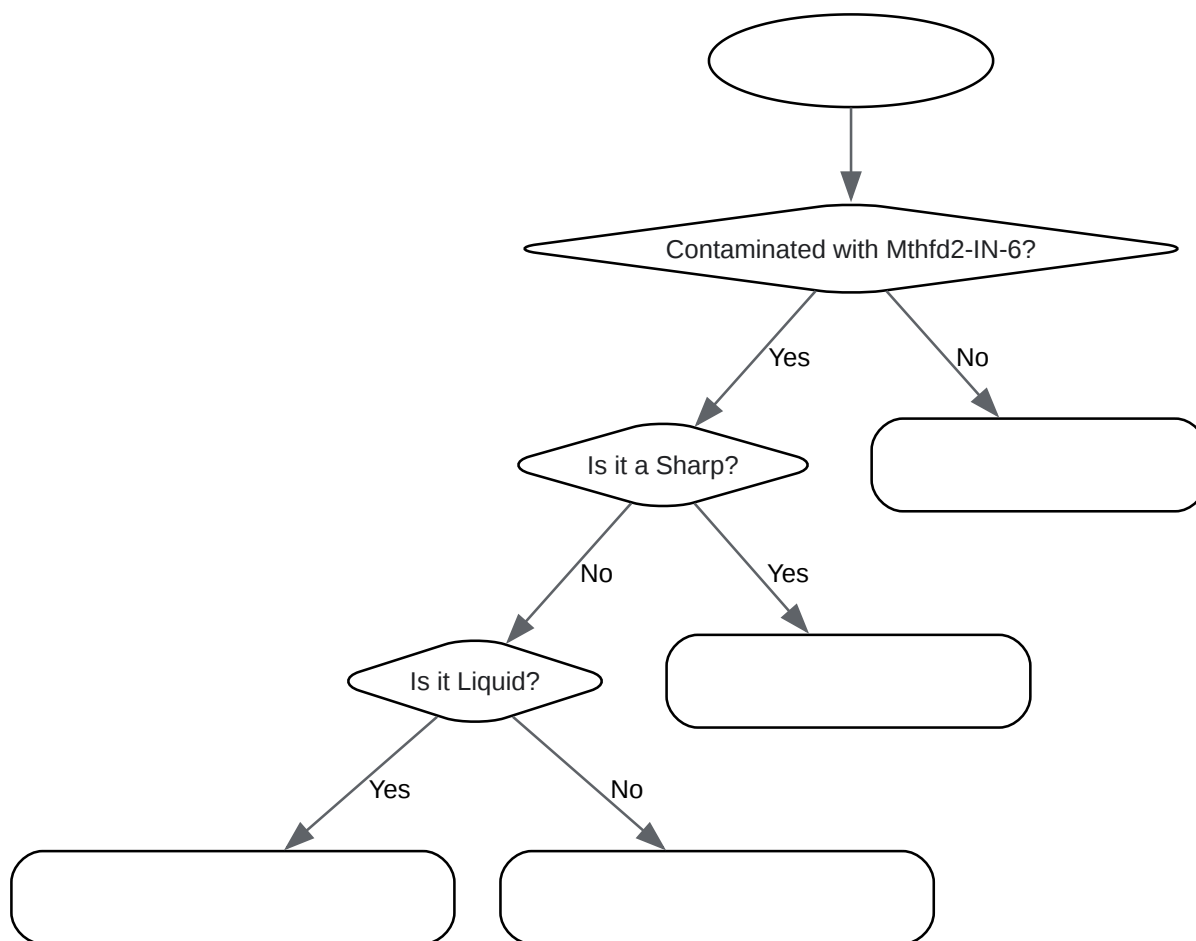 Contaminated with Mthfd2-IN-6?
Yes
No
Is it a Sharp?
No
Yes
Is it Liquid?
Yes
No